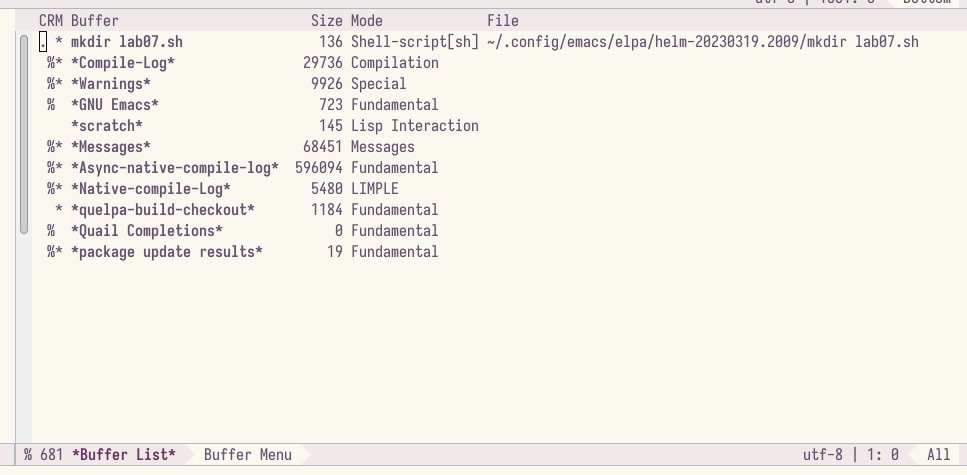 CRM Buffer Size Mode File
. * mkdir lab07.sh 136 Shell-script[sh] ~/.config/emacs/elpa/helm-20230319.2009/mkdir lab07.sh
%* *Compile-Log* 29736 Compilation
%* *Warnings* 9926 Special
% *GNU Emacs* 723 Fundamental
*scratch* 145 Lisp Interaction
%* *Messages* 68451 Messages
%* *Async-native-compile-log* 596094 Fundamental
%* *Native-compile-Log* 5480 LIMPLE
* *quelpa-build-checkout* 1184 Fundamental
% *Quail Completions* 0 Fundamental
%* *package update results* 19 Fundamental
% 681 *Buffer List* Buffer Menu utf-8 | 1: 0 All